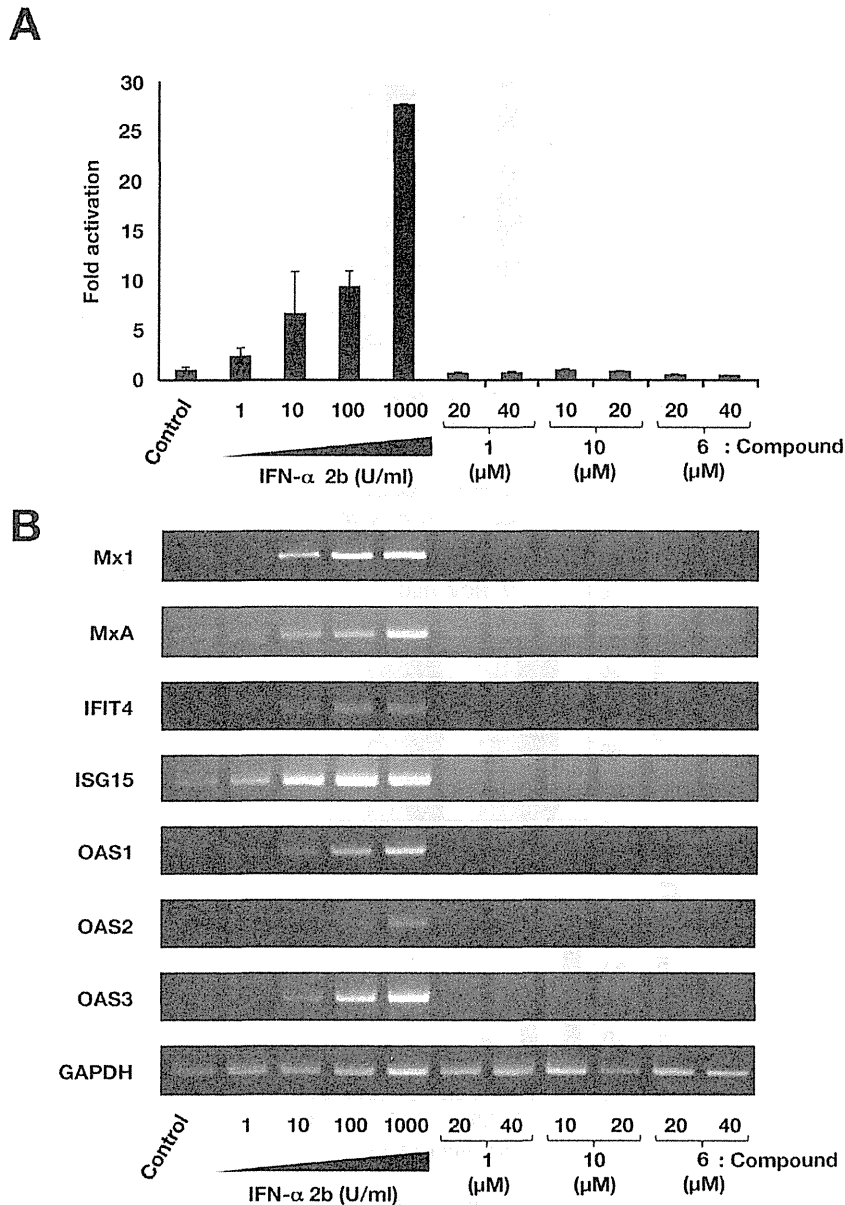 A
30
25
20
15
10
5
0
Fold activation
Control 1 10 100 1000 20 40 10 20 20 40
1 10 6 : Compound
IFN-α 2b (U/ml) (μM) (μM)
B
Mx1
MxA
IFIT4
ISG15
OAS1
OAS2
OAS3
GAPDH
Control 1 10 100 1000 20 40 10 20 20 40
1 10 6 : Compound
IFN-α 2b (U/ml) (μM) (μM)